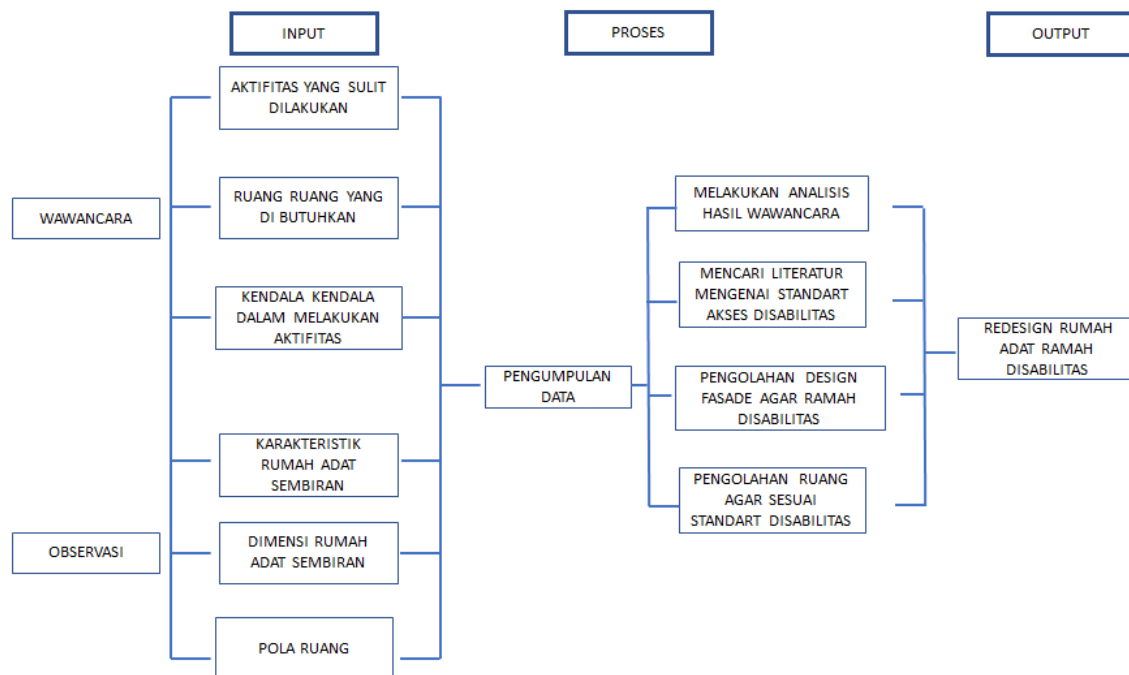 INPUT
PROSES
OUTPUT
WAWANCARA
OBSERVASI
AKTIFITAS YANG SULIT
DILAKUKAN
RUANG RUANG YANG
DI BUTUHKAN
KENDALA KENDALA
DALAM MELAKUKAN
AKTIFITAS
KARAKTERISTIK
RUMAH ADAT
SEMBIRAN
DIMENSI RUMAH
ADAT SEMBIRAN
POLA RUANG
PENGUMPULAN
DATA
MELAKUKAN ANALISIS
HASIL WAWANCARA
MENCARI LITERATUR
MENGENAI STANDART
AKSES DISABILITAS
PENGOLAHAN DESIGN
FASADE AGAR RAMAH
DISABILITAS
PENGOLAHAN RUANG
AGAR SESUAI
STANDART DISABILITAS
REDESIGN RUMAH
ADAT RAMAH
DISABILITAS